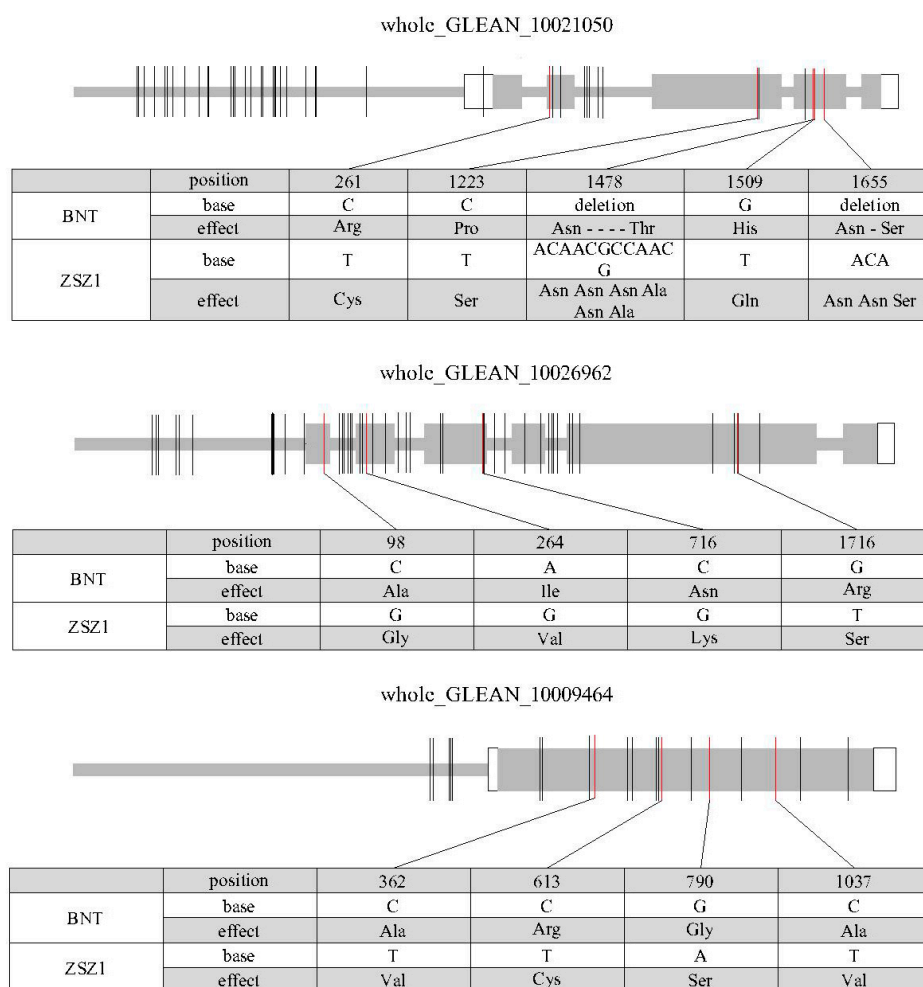 whole_GLEAN_10021050
position 261 1223 1478 1509 1655
BNT
base C C deletion G deletion
effect Arg Pro Asn - - - - Thr His Asn - Ser
ZSZ1
base T T ACAACGCCAAC G T ACA
effect Cys Ser Asn Asn Asn Ala Asn Ala Gln Asn Asn Ser
whole_GLEAN_10026962
position 98 264 716 1716
BNT
base C A C G
effect Ala Ile Asn Arg
ZSZ1
base G G G T
effect Gly Val Lys Ser
whole_GLEAN_10009464
position 362 613 790 1037
BNT
base C C G C
effect Ala Arg Gly Ala
ZSZ1
base T T A T
effect Val Cys Ser Val